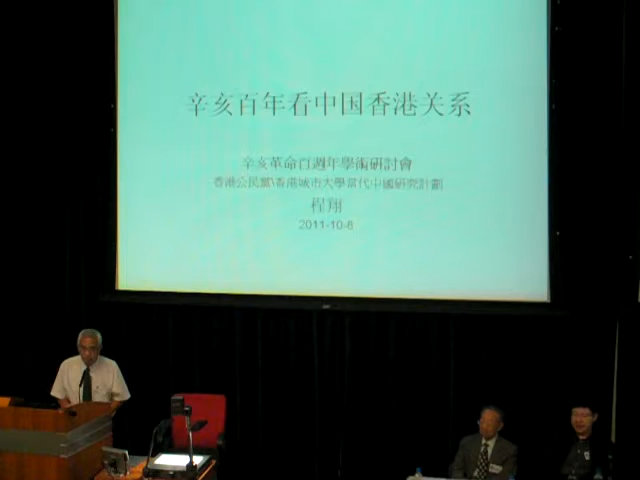 辛亥百年看中国香港关系
辛亥革命百週年學術研討會
香港公民黨\香港城市大學當代中國研究計劃
程翔
2011-10-8